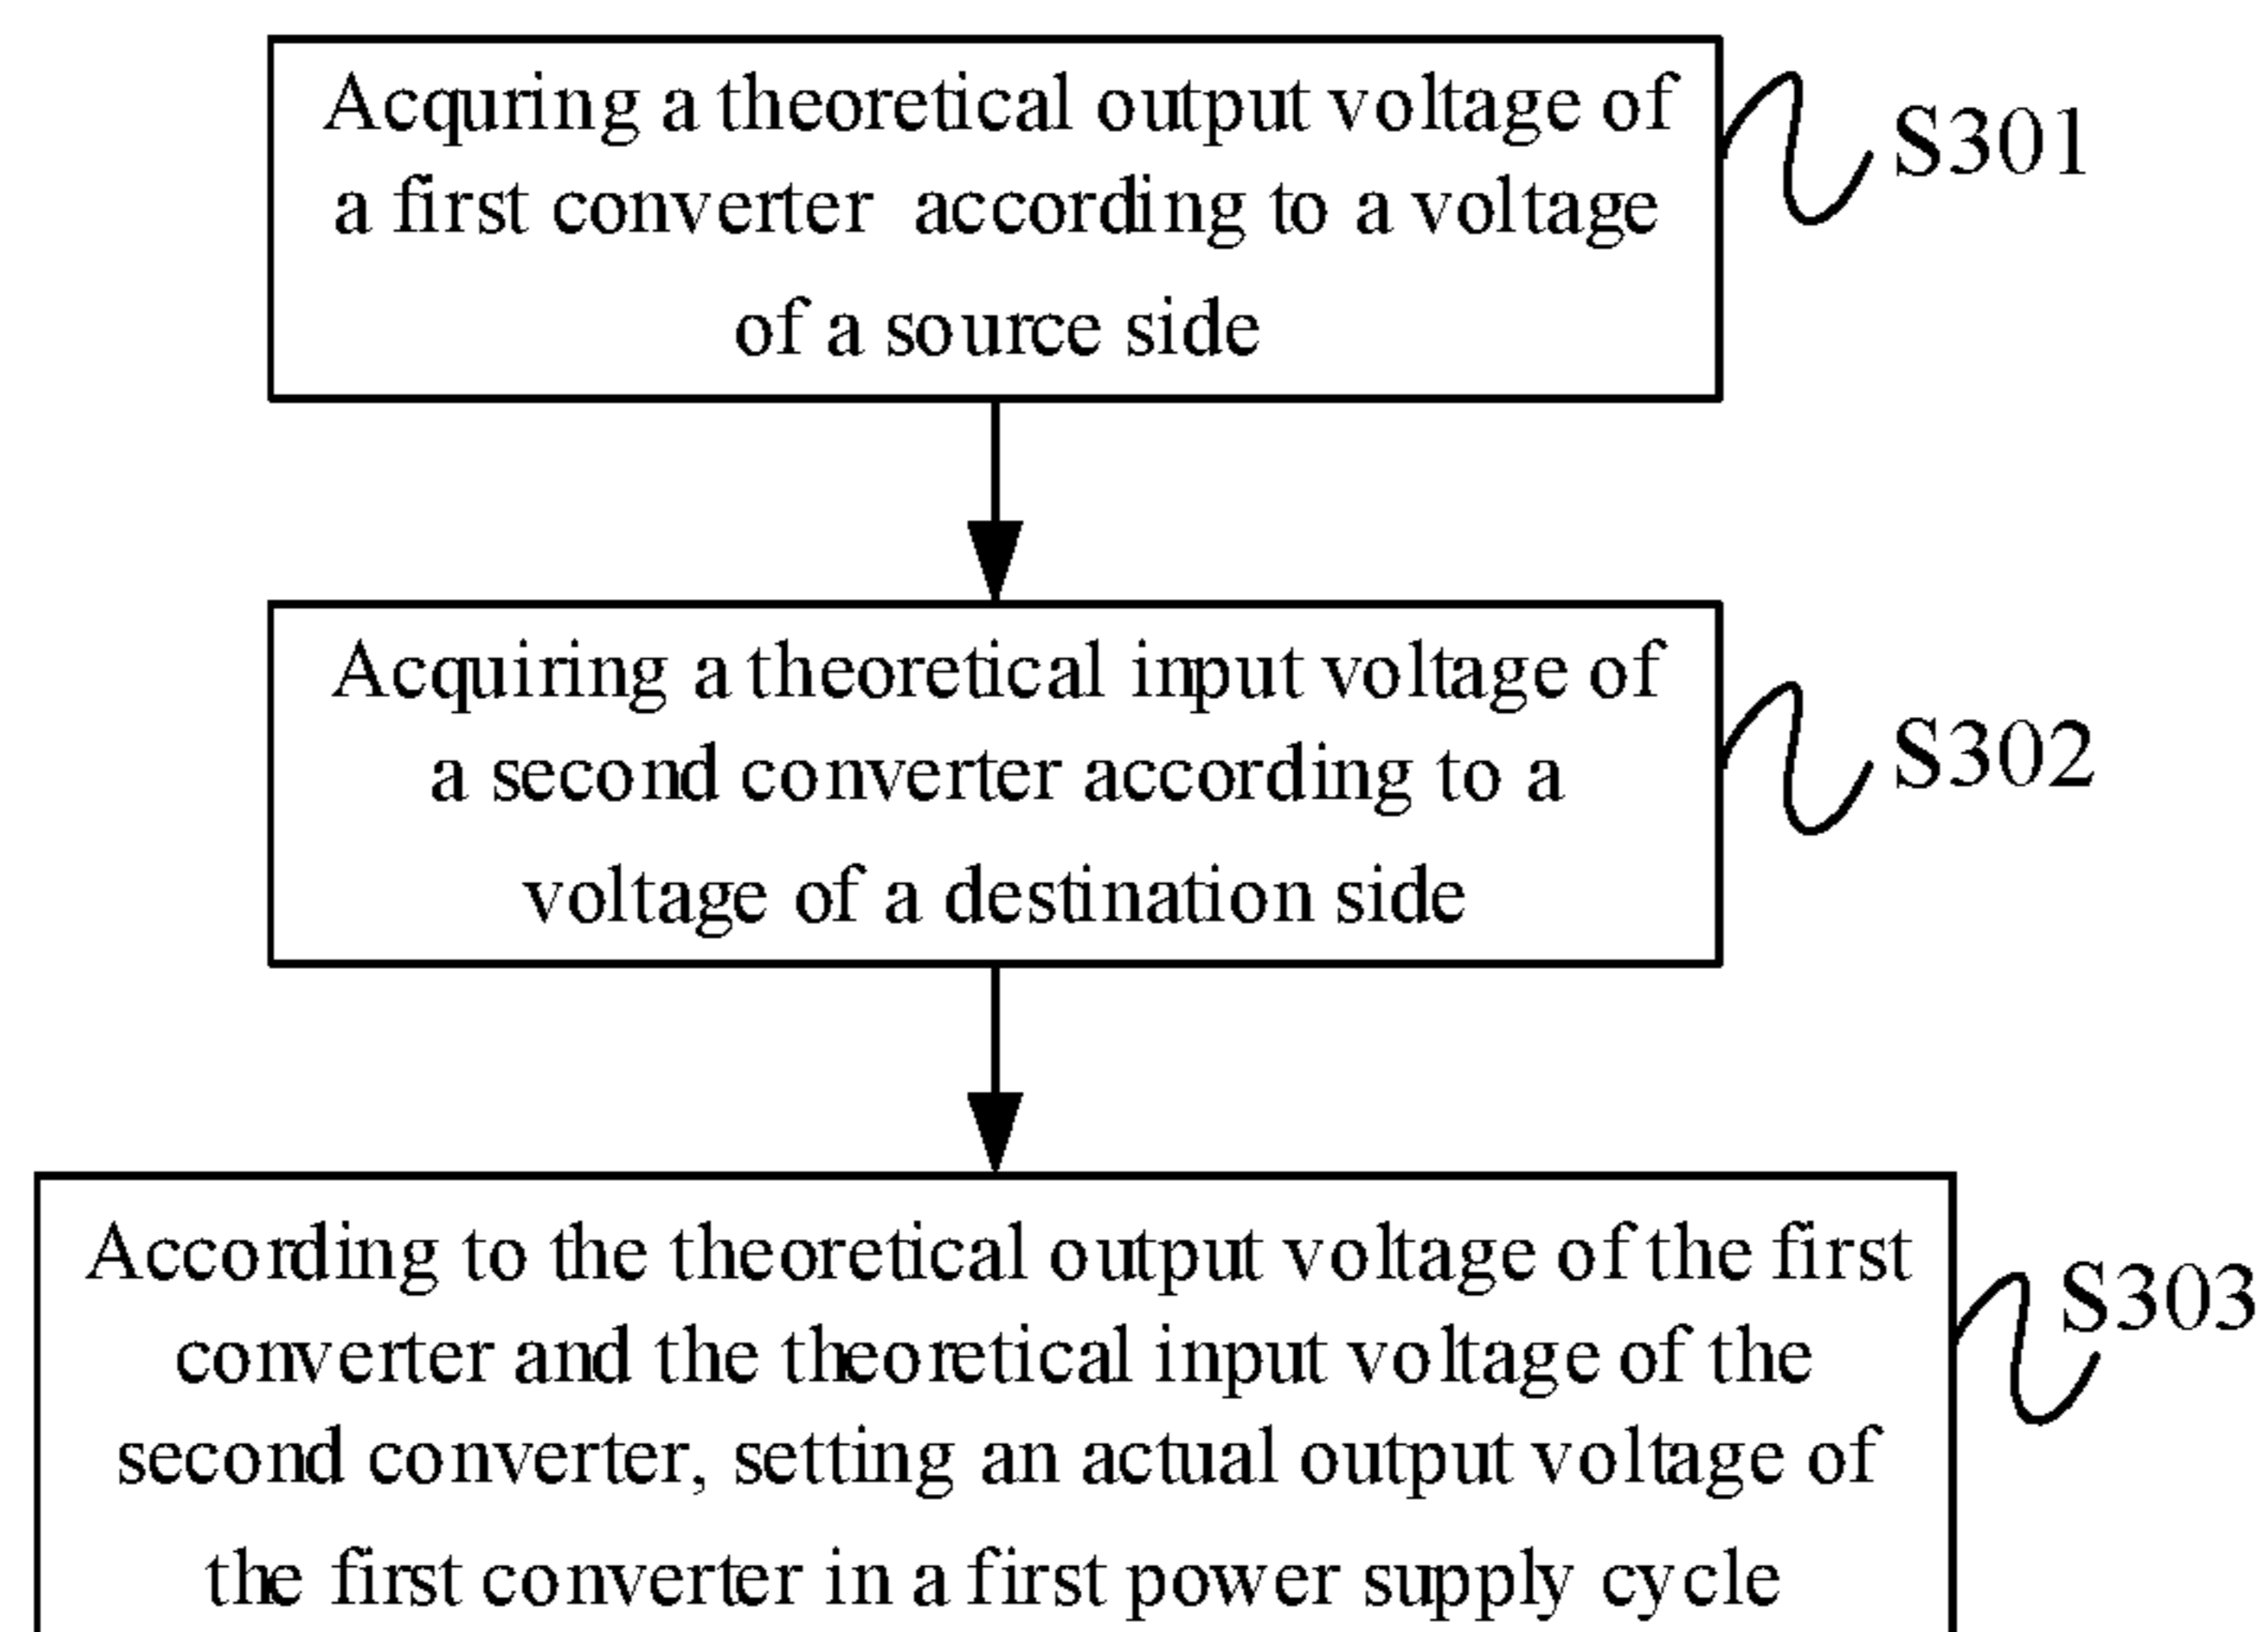 Acquring a theoretical output voltage of
a first converter according to a voltage
of a source side
S301
Acquiring a theoretical input voltage of
a second converter according to a
voltage of a destination side
S302
According to the theoretical output voltage of the first
converter and the theoretical input voltage of the
second converter, setting an actual output voltage of
the first converter in a first power supply cycle
S303